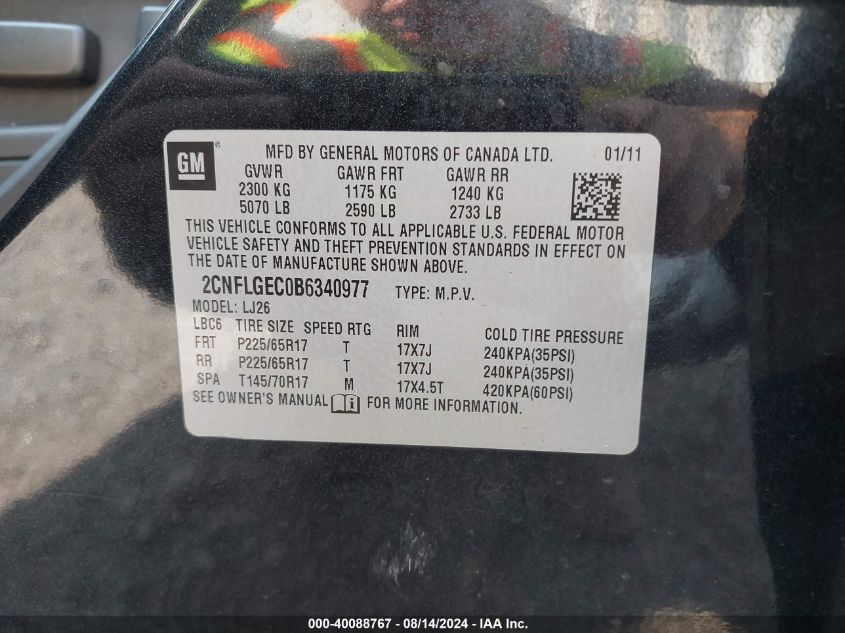 GM ® MFD BY GENERAL MOTORS OF CANADA LTD. 01/11
GVWR GAWR FRT GAWR RR
2300 KG 1175 KG 1240 KG
5070 LB 2590 LB 2733 LB
THIS VEHICLE CONFORMS TO ALL APPLICABLE U.S. FEDERAL MOTOR
VEHICLE SAFETY AND THEFT PREVENTION STANDARDS IN EFFECT ON
THE DATE OF MANUFACTURE SHOWN ABOVE.
2CNFLGEC0B6340977 TYPE: M.P.V.
MODEL: LJ26
LBC6 TIRE SIZE SPEED RTG RIM COLD TIRE PRESSURE
FRT P225/65R17 T 17X7J 240KPA(35PSI)
RR P225/65R17 T 17X7J 240KPA(35PSI)
SPA T145/70R17 M 17X4.5T 420KPA(60PSI)
SEE OWNER'S MANUAL i FOR MORE INFORMATION.
000-40088767 - 08/14/2024 - IAA Inc.